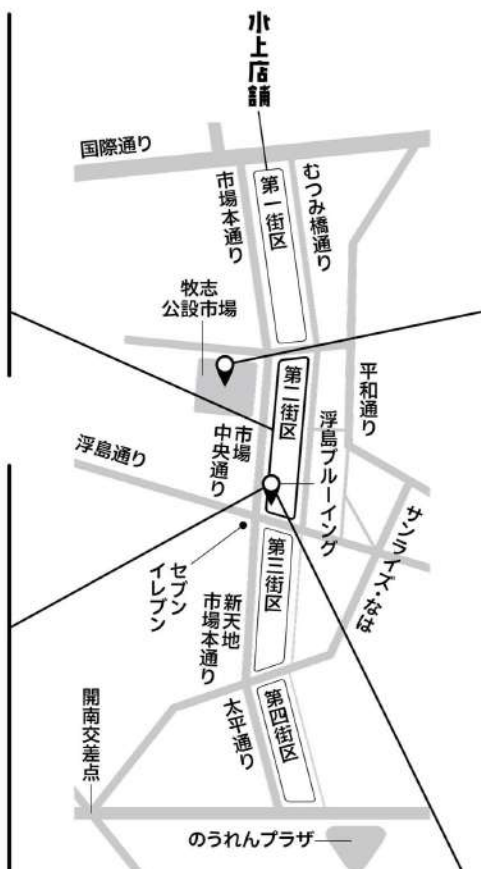 水上店舗
国際通り
市場本通り
第一街区
むつみ橋通り
牧志
公設市場
第二街区
平和通り
市場
中央通り
浮島ブルーイング
浮島通り
サンライズ・なは
セブン
イレブン
第三街区
新天地
市場本通り
第四街区
太平通り
開南交差点
のうれんプラザ